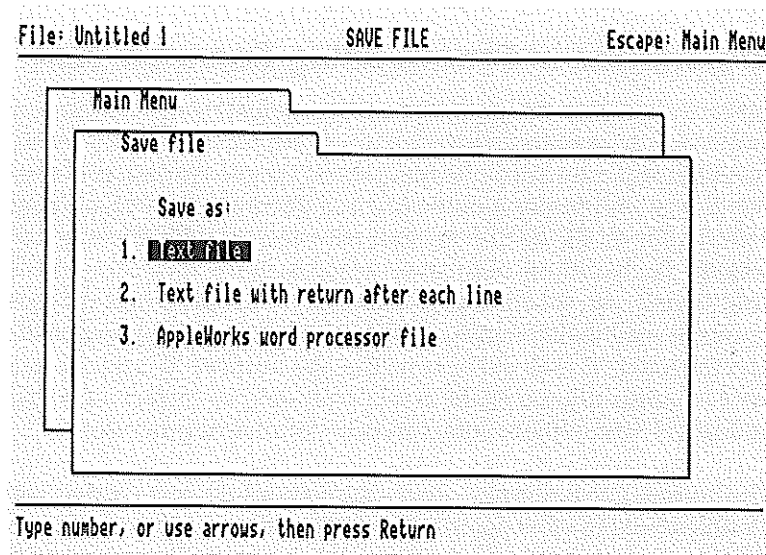 File: Untitled 1 SAVE FILE Escape: Main Menu
Main Menu
Save file
Save as:
1. Text file
2. Text file with return after each line
3. AppleWorks word processor file
Type number, or use arrows, then press Return